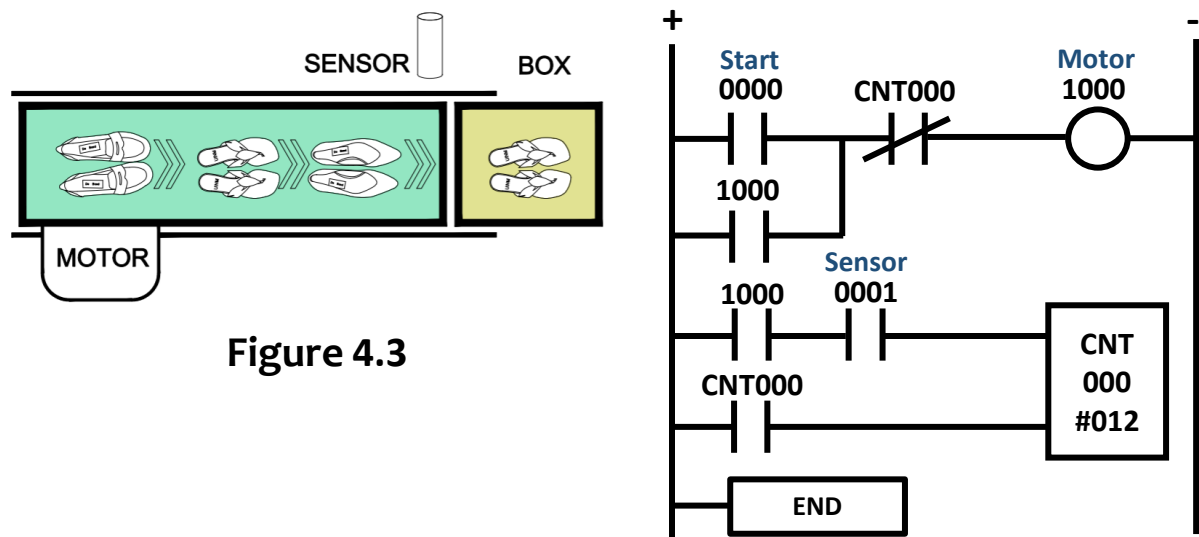 SENSOR
BOX
MOTOR
Figure 4.3
+
-
Start
0000
CNT000
Motor
1000
1000
Sensor
1000
0001
CNT
000
#012
CNT000
END